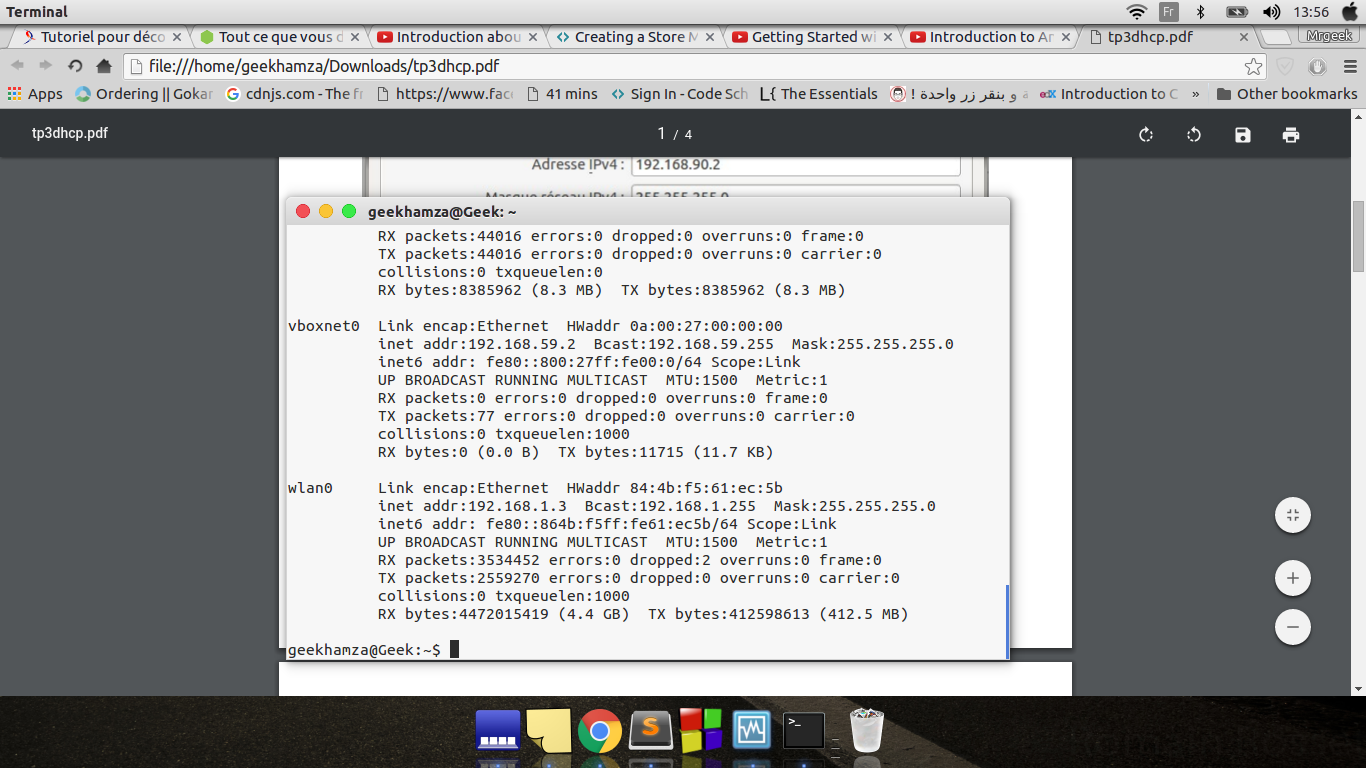 Terminal
Fr
13:56
Tutoriel pour déco
Tout ce que vous d
Introduction abou
Creating a Store M
Getting Started wi
Introduction to Ar
tp3dhcp.pdf
Mrgeek
file:///home/geekhamza/Downloads/tp3dhcp.pdf
Apps
Ordering || Gokar
cdnjs.com - The fr
https://www.face
41 mins
Sign In - Code Sch
The Essentials
و بنقر زر واحدة !
Introduction to C
»
Other bookmarks
tp3dhcp.pdf
1 / 4
Adresse IPv4 : 192.168.90.2
Masque réseau IPv4 : 255.255.255.0
geekhamza@Geek: ~
RX packets:44016 errors:0 dropped:0 overruns:0 frame:0
TX packets:44016 errors:0 dropped:0 overruns:0 carrier:0
collisions:0 txqueuelen:0
RX bytes:8385962 (8.3 MB)  TX bytes:8385962 (8.3 MB)
vboxnet0  Link encap:Ethernet  HWaddr 0a:00:27:00:00:00
inet addr:192.168.59.2  Bcast:192.168.59.255  Mask:255.255.255.0
inet6 addr: fe80::800:27ff:fe00:0/64 Scope:Link
UP BROADCAST RUNNING MULTICAST  MTU:1500  Metric:1
RX packets:0 errors:0 dropped:0 overruns:0 frame:0
TX packets:77 errors:0 dropped:0 overruns:0 carrier:0
collisions:0 txqueuelen:1000
RX bytes:0 (0.0 B)  TX bytes:11715 (11.7 KB)
wlan0     Link encap:Ethernet  HWaddr 84:4b:f5:61:ec:5b
inet addr:192.168.1.3  Bcast:192.168.1.255  Mask:255.255.255.0
inet6 addr: fe80::864b:f5ff:fe61:ec5b/64 Scope:Link
UP BROADCAST RUNNING MULTICAST  MTU:1500  Metric:1
RX packets:3534452 errors:0 dropped:2 overruns:0 frame:0
TX packets:2559270 errors:0 dropped:0 overruns:0 carrier:0
collisions:0 txqueuelen:1000
RX bytes:4472015419 (4.4 GB)  TX bytes:412598613 (412.5 MB)
geekhamza@Geek:~$